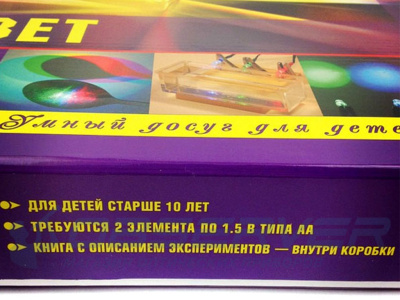 ВЕТ
Умный досуг для дете
ДЛЯ ДЕТЕЙ СТАРШЕ 10 ЛЕТ
ТРЕБУЮТСЯ 2 ЭЛЕМЕНТА ПО 1.5 В ТИПА АА
КНИГА С ОПИСАНИЕМ ЭКСПЕРИМЕНТОВ — ВНУТРИ КОРОБКИ